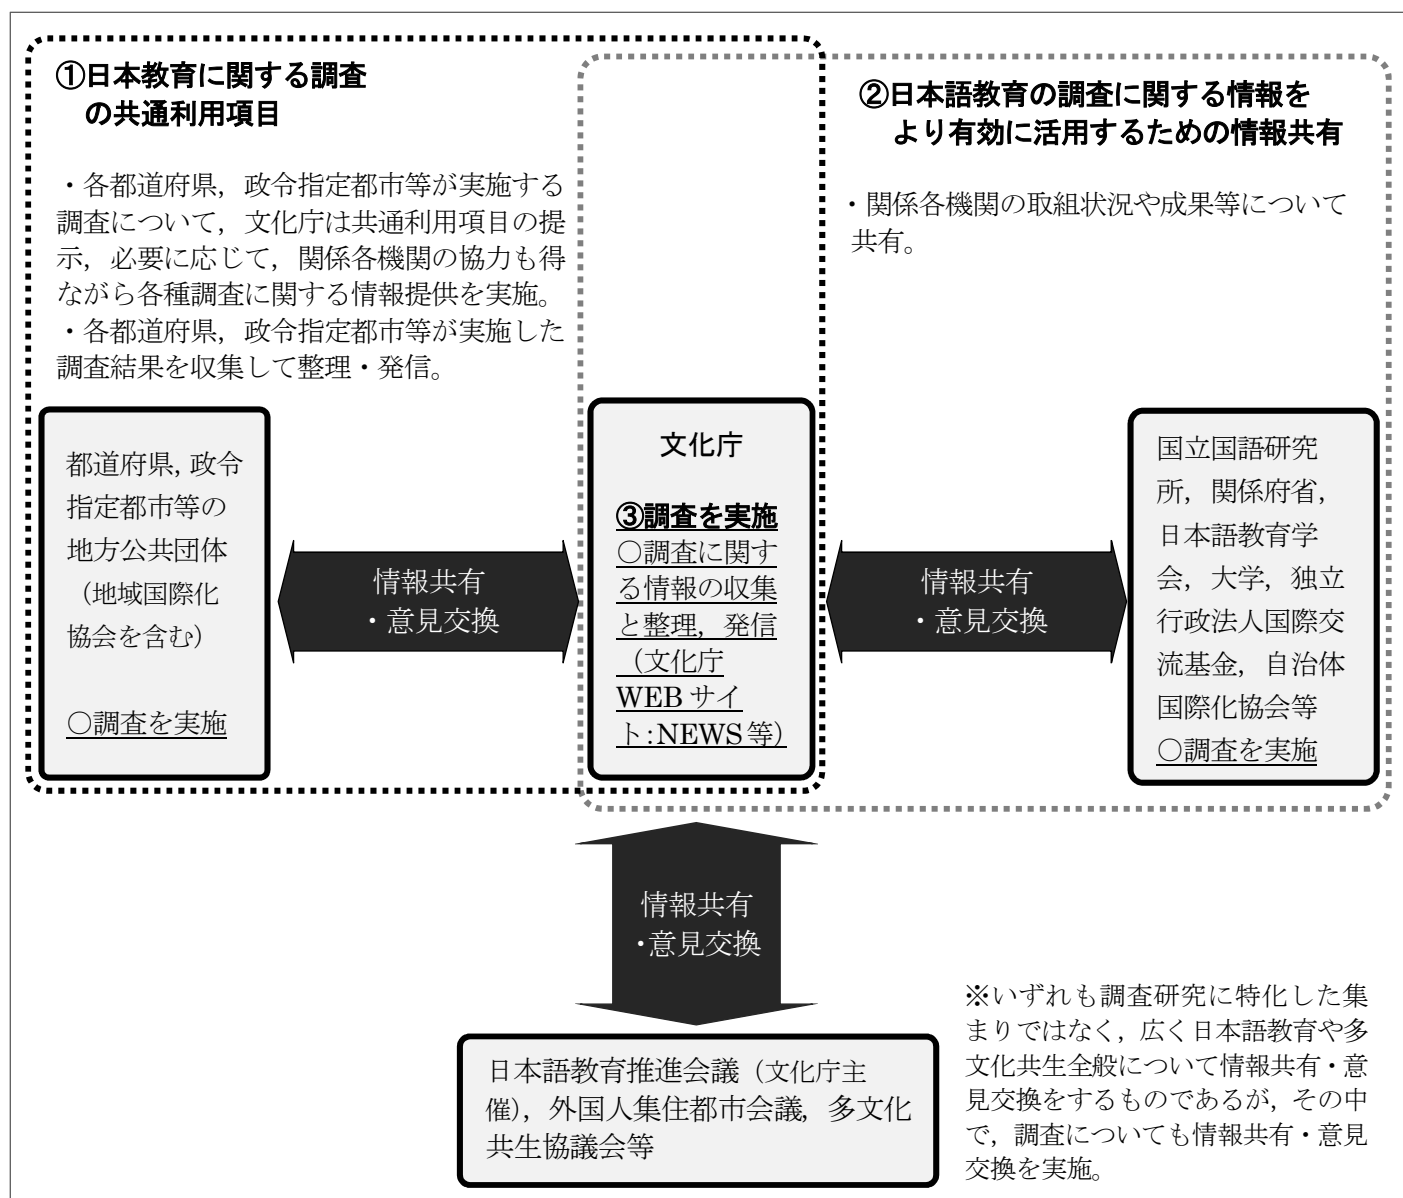 ①日本教育に関する調査
の共通利用項目
・各都道府県，政令指定都市等が実施する
調査について，文化庁は共通利用項目の提
示，必要に応じて，関係各機関の協力も得
ながら各種調査に関する情報提供を実施。
・各都道府県，政令指定都市等が実施した
調査結果を収集して整理・発信。
②日本語教育の調査に関する情報を
より有効に活用するための情報共有
・関係各機関の取組状況や成果等について
共有。
都道府県，政令
指定都市等の
地方公共団体
（地域国際化
協会を含む）
○調査を実施
情報共有
・意見交換
文化庁
③調査を実施
○調査に関す
る情報の収集
と整理，発信
（文化庁
WEB サイ
ト:NEWS 等）
情報共有
・意見交換
国立国語研究
所，関係府省，
日本語教育学
会，大学，独立
行政法人国際交
流基金，自治体
国際化協会等
○調査を実施
情報共有
・意見交換
日本語教育推進会議（文化庁主
催），外国人集住都市会議，多文化
共生協議会等
※いずれも調査研究に特化した集
まりではなく，広く日本語教育や多
文化共生全般について情報共有・意
見交換をするものであるが，その中
で，調査についても情報共有・意見
交換を実施。